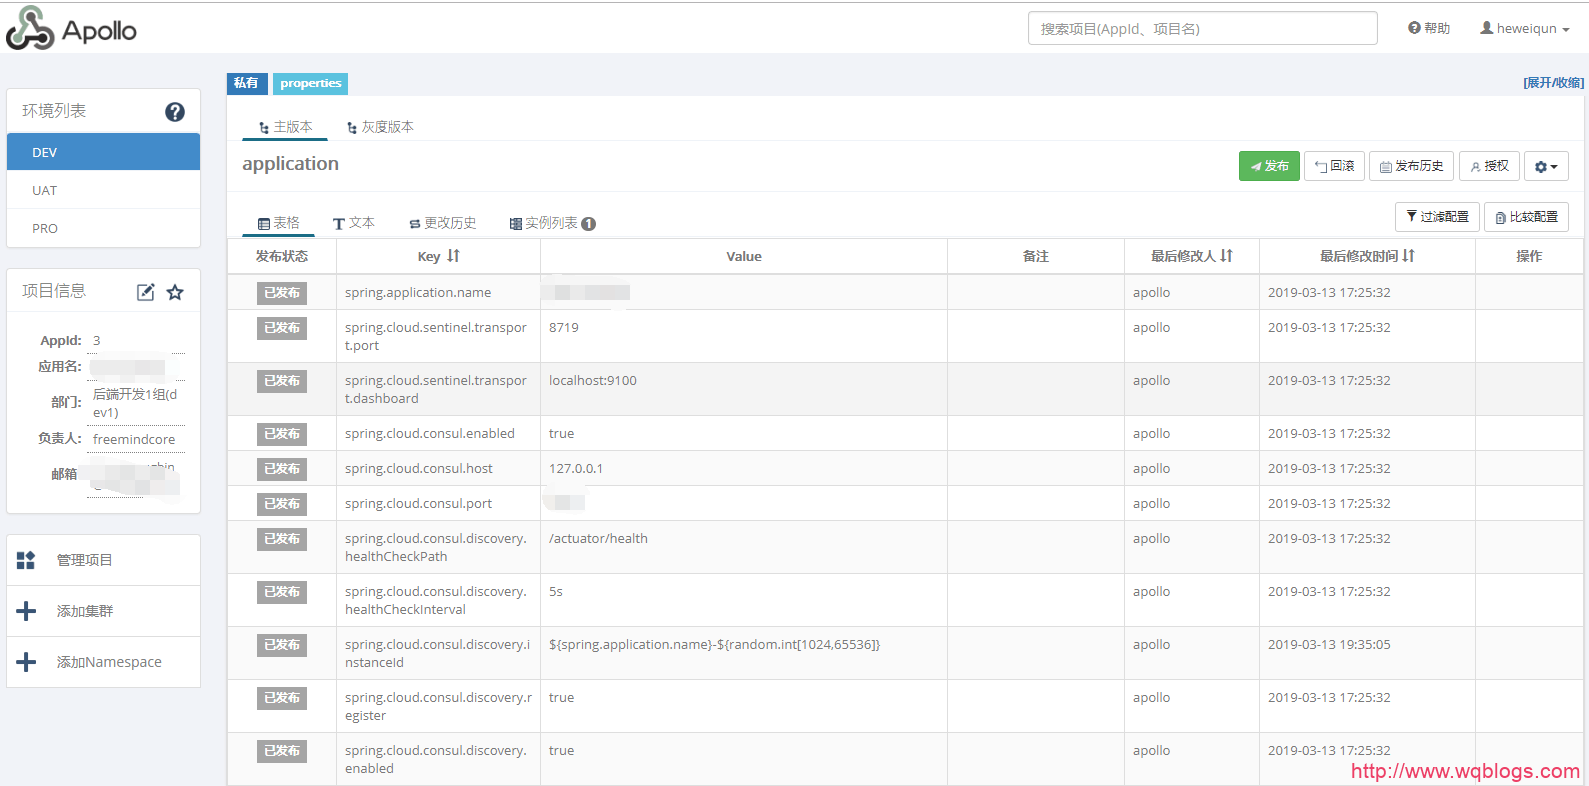 Apollo
搜索项目(AppId、项目名)
帮助
heweiqun
环境列表
DEV
UAT
PRO
项目信息
AppId: 3
应用名:
部门: 后端开发1组(d
ev1)
负责人: freemindcore
邮箱
管理项目
添加集群
添加Namespace
私有 properties
[展开/收缩]
主版本 灰度版本
application
发布 回滚 发布历史 授权
表格 文本 更改历史 实例列表 1
过滤配置 比较配置
发布状态 Key Value 备注 最后修改人 最后修改时间 操作
已发布 spring.application.name apollo 2019-03-13 17:25:32
已发布 spring.cloud.sentinel.transpor 8719 apollo 2019-03-13 17:25:32
t.port
已发布 spring.cloud.sentinel.transpor localhost:9100 apollo 2019-03-13 17:25:32
t.dashboard
已发布 spring.cloud.consul.enabled true apollo 2019-03-13 17:25:32
已发布 spring.cloud.consul.host 127.0.0.1 apollo 2019-03-13 17:25:32
已发布 spring.cloud.consul.port apollo 2019-03-13 17:25:32
已发布 spring.cloud.consul.discovery. /actuator/health apollo 2019-03-13 17:25:32
healthCheckPath
已发布 spring.cloud.consul.discovery. 5s apollo 2019-03-13 17:25:32
healthCheckInterval
已发布 spring.cloud.consul.discovery.i ${spring.application.name}-${random.int[1024,65536]} apollo 2019-03-13 19:35:05
nstanceId
已发布 spring.cloud.consul.discovery.r true apollo 2019-03-13 17:25:32
egister
已发布 spring.cloud.consul.discovery. true apollo 2019-03-13 17:25:32
enabled
http://www.wqblogs.com